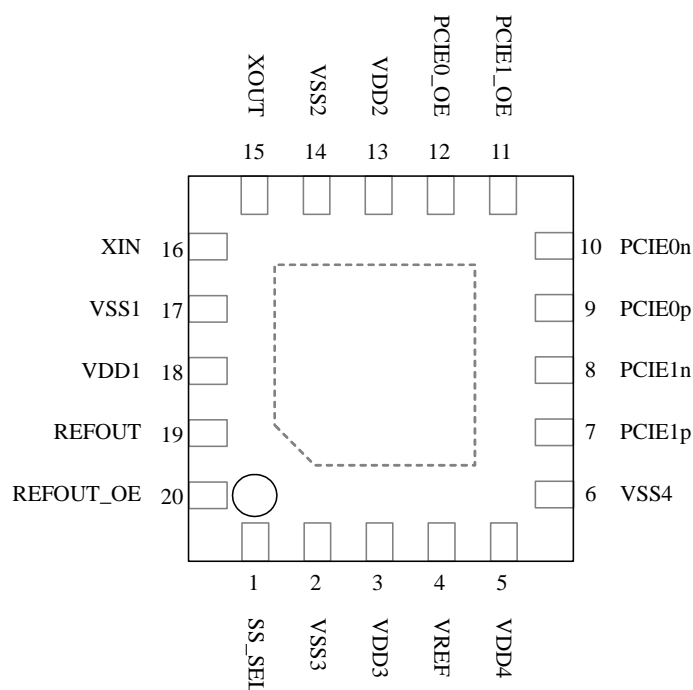 XOUT
VSS2
VDD2
PCIE0_OE
PCIE1_OE
15 14 13 12 11
XIN 16
10 PCIE0n
VSS1 17
9 PCIE0p
VDD1 18
8 PCIE1n
REFOUT 19
7 PCIE1p
REFOUT_OE 20
6 VSS4
1 2 3 4 5
SS_SEL
VSS3
VDD3
VREF
VDD4